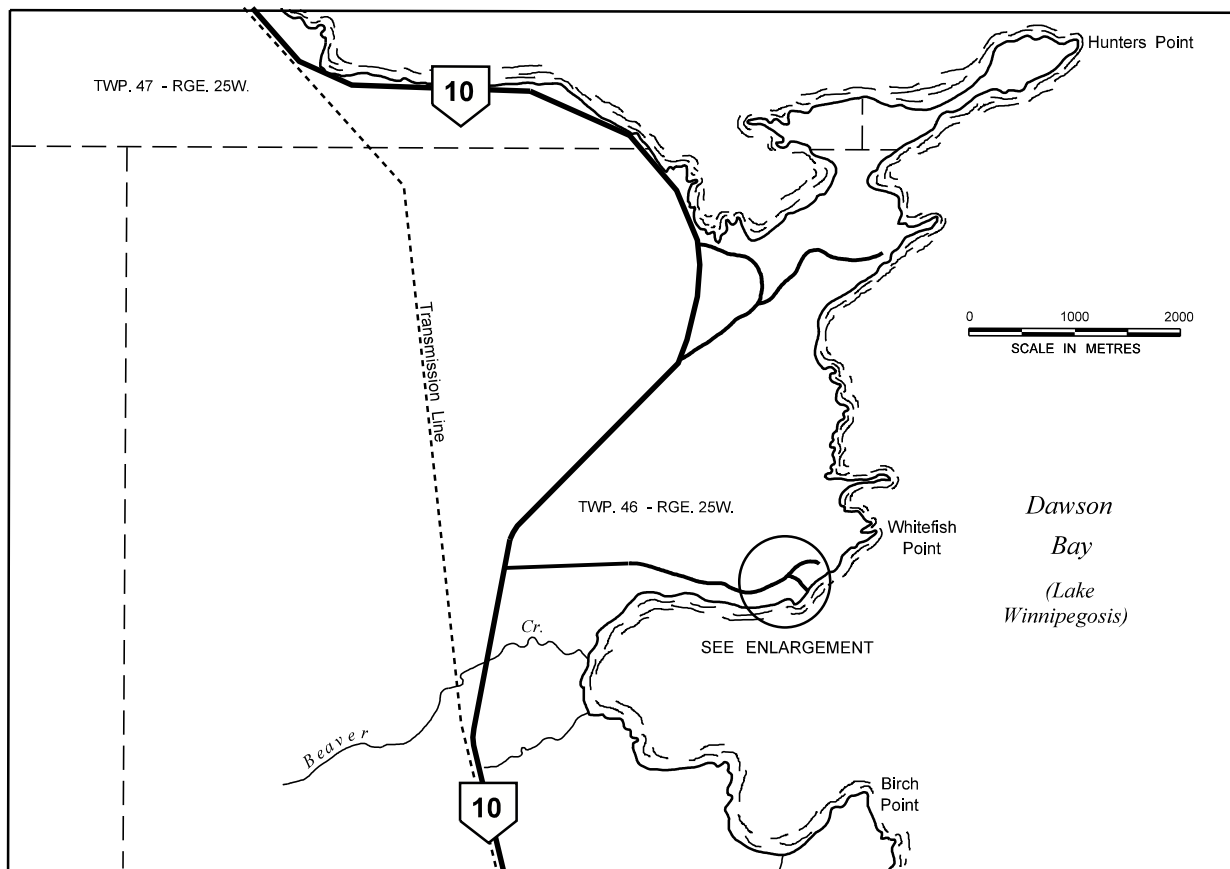 Hunters Point
TWP. 47 - RGE. 25W.
10
Transmission Line
0 1000 2000
SCALE IN METRES
TWP. 46 - RGE. 25W.
Whitefish
Point
Dawson
Bay
(Lake
Winnipegosis)
SEE ENLARGEMENT
Beaver Cr.
Birch
Point
10